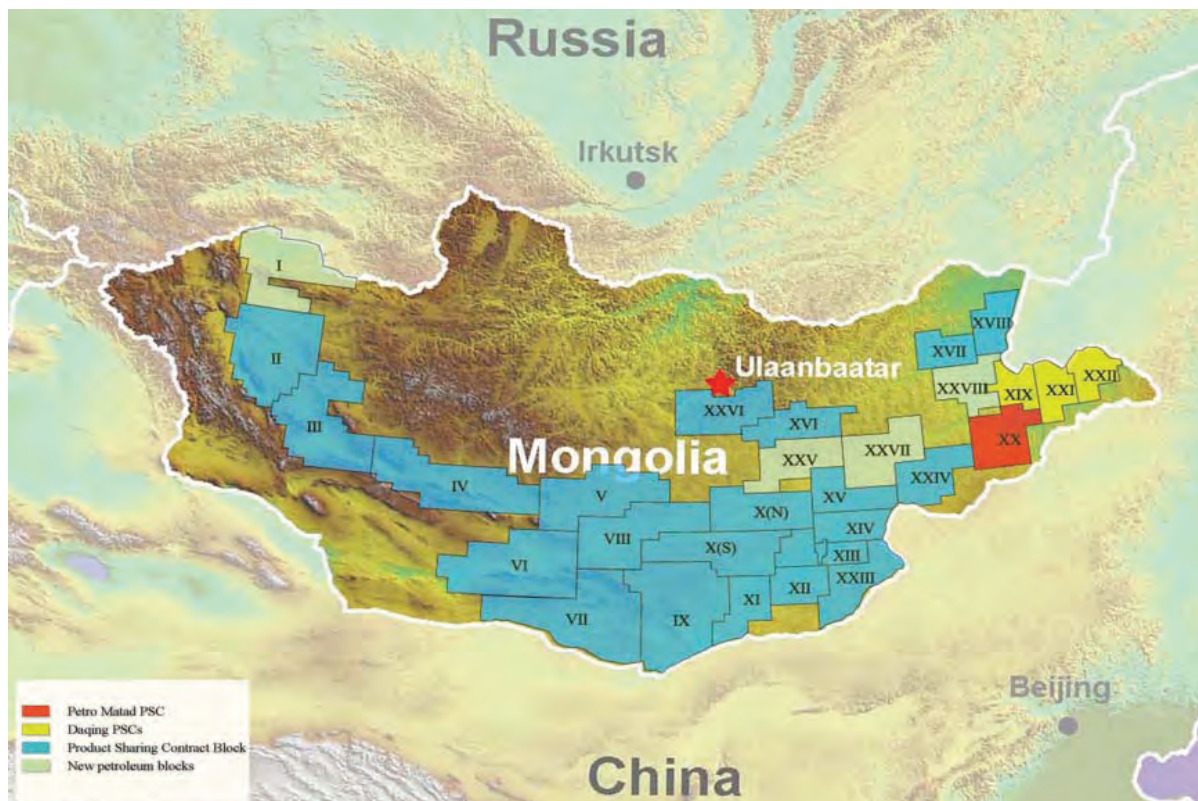 Russia
Irkutsk
I
XVIII
II
XVII
Ulaanbaatar
XXVIII
XIX
XXI
XXII
III
XXVI
XVI
XX
Mongolia
XXV
XXVII
IV
V
XV
XXIV
X(N)
VIII
XIV
X(S)
XIII
VI
XXIII
XII
XI
VII
IX
Beijing
Petro Matad PSC
Daqing PSCs
Product Sharing Contract Block
New petroleum blocks
China